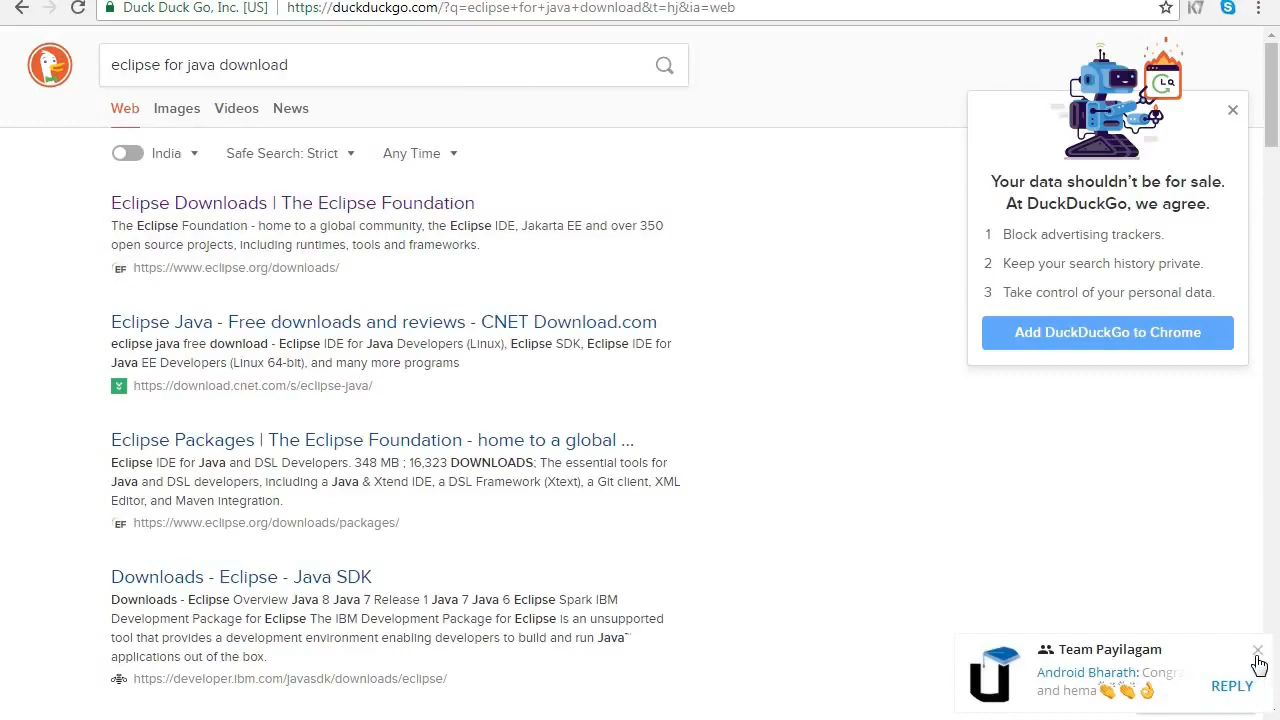 Duck Duck Go, Inc. [US] https://duckduckgo.com/?q=eclipse+for+java+download&t=hj&ia=web
eclipse for java download
Web Images Videos News
India Safe Search: Strict Any Time
Eclipse Downloads | The Eclipse Foundation
The Eclipse Foundation - home to a global community, the Eclipse IDE, Jakarta EE and over 350
open source projects, including runtimes, tools and frameworks.
EF https://www.eclipse.org/downloads/
Eclipse Java - Free downloads and reviews - CNET Download.com
eclipse java free download - Eclipse IDE for Java Developers (Linux), Eclipse SDK, Eclipse IDE for
Java EE Developers (Linux 64-bit), and many more programs
https://download.cnet.com/s/eclipse-java/
Eclipse Packages | The Eclipse Foundation - home to a global ...
Eclipse IDE for Java and DSL Developers. 348 MB ; 16,323 DOWNLOADS; The essential tools for
Java and DSL developers, including a Java & Xtend IDE, a DSL Framework (Xtext), a Git client, XML
Editor, and Maven integration.
EF https://www.eclipse.org/downloads/packages/
Downloads - Eclipse - Java SDK
Downloads - Eclipse Overview Java 8 Java 7 Release 1 Java 7 Java 6 Eclipse Spark IBM
Development Package for Eclipse The IBM Development Package for Eclipse is an unsupported
tool that provides a development environment enabling developers to build and run Java™
applications out of the box.
https://developer.ibm.com/javasdk/downloads/eclipse/
Your data shouldn't be for sale.
At DuckDuckGo, we agree.
1 Block advertising trackers.
2 Keep your search history private.
3 Take control of your personal data.
Add DuckDuckGo to Chrome
Team Payilagam
Android Bharath: Congra
and hema👏👏👌
REPLY